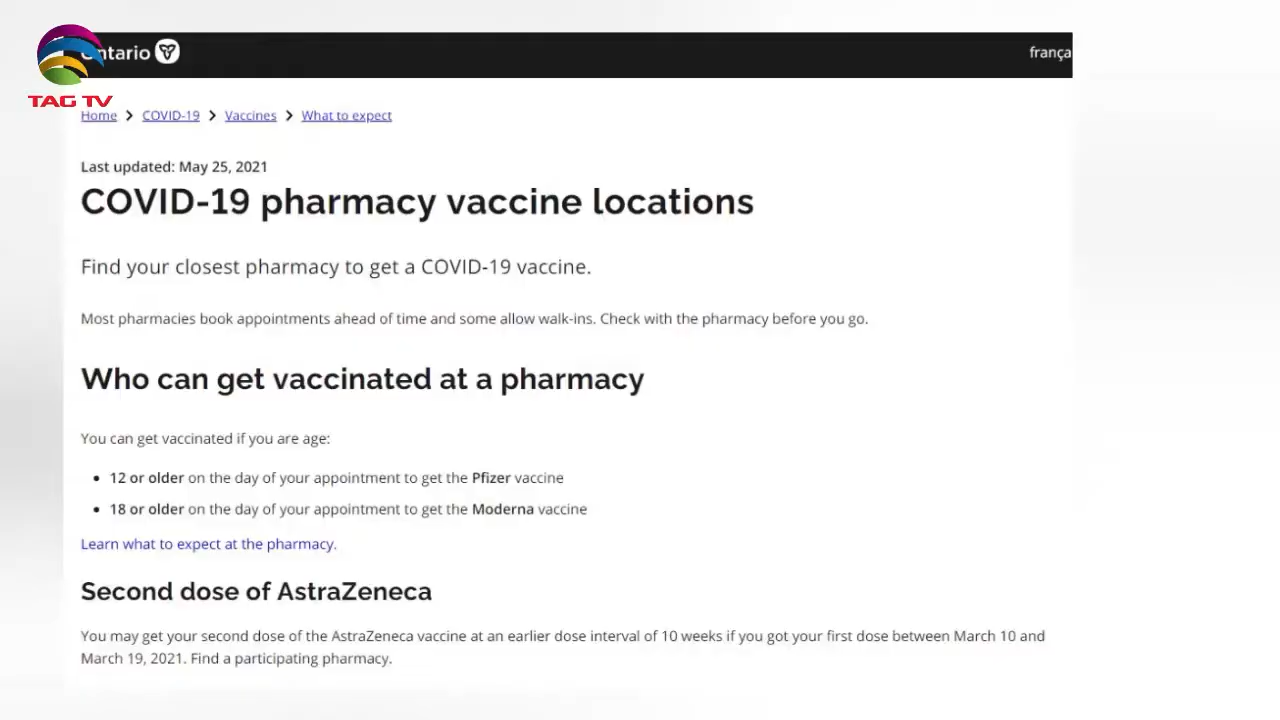 Ontario
frança
TAG TV
Home > COVID-19 > Vaccines > What to expect
Last updated: May 25, 2021
COVID-19 pharmacy vaccine locations
Find your closest pharmacy to get a COVID-19 vaccine.
Most pharmacies book appointments ahead of time and some allow walk-ins. Check with the pharmacy before you go.
Who can get vaccinated at a pharmacy
You can get vaccinated if you are age:
• 12 or older on the day of your appointment to get the Pfizer vaccine
• 18 or older on the day of your appointment to get the Moderna vaccine
Learn what to expect at the pharmacy.
Second dose of AstraZeneca
You may get your second dose of the AstraZeneca vaccine at an earlier dose interval of 10 weeks if you got your first dose between March 10 and
March 19, 2021. Find a participating pharmacy.